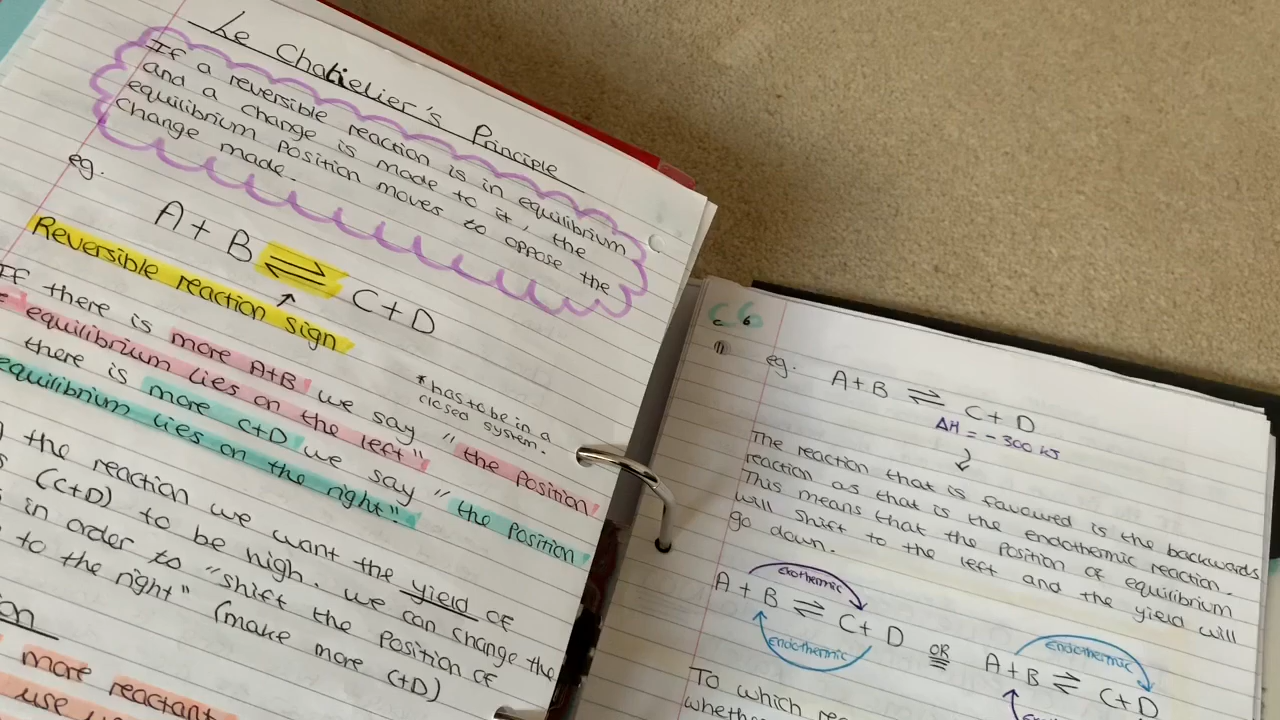 Le Chatielier's Principle
If a reversible reaction is in equilibrium
and a change is made to it, the
equilibrium position moves to oppose the
change made.
eg.
A + B ⇌ C + D
Reversible reaction sign
*has to be in a
closed system.
If there is more A+B we say "the position
equilibrium lies on the left"
there is more C+D we say "the position
equilibrium lies on the right".
the reaction we want the yield of
(C+D) to be high. we can change the
in order to "shift the position of
to the right" (make more
C+D)
more reactant
use
C6
eg. A+B ⇌ C + D
ΔH = -300 kJ
The reaction that is favoured is the backwards
reaction as that is the endothermic reaction.
This means that the position of equilibrium
will shift to the left and the yield will
go down.
exothermic
A + B ⇌ C + D
endothermic
OR
endothermic
A+B ⇌ C+D
To which